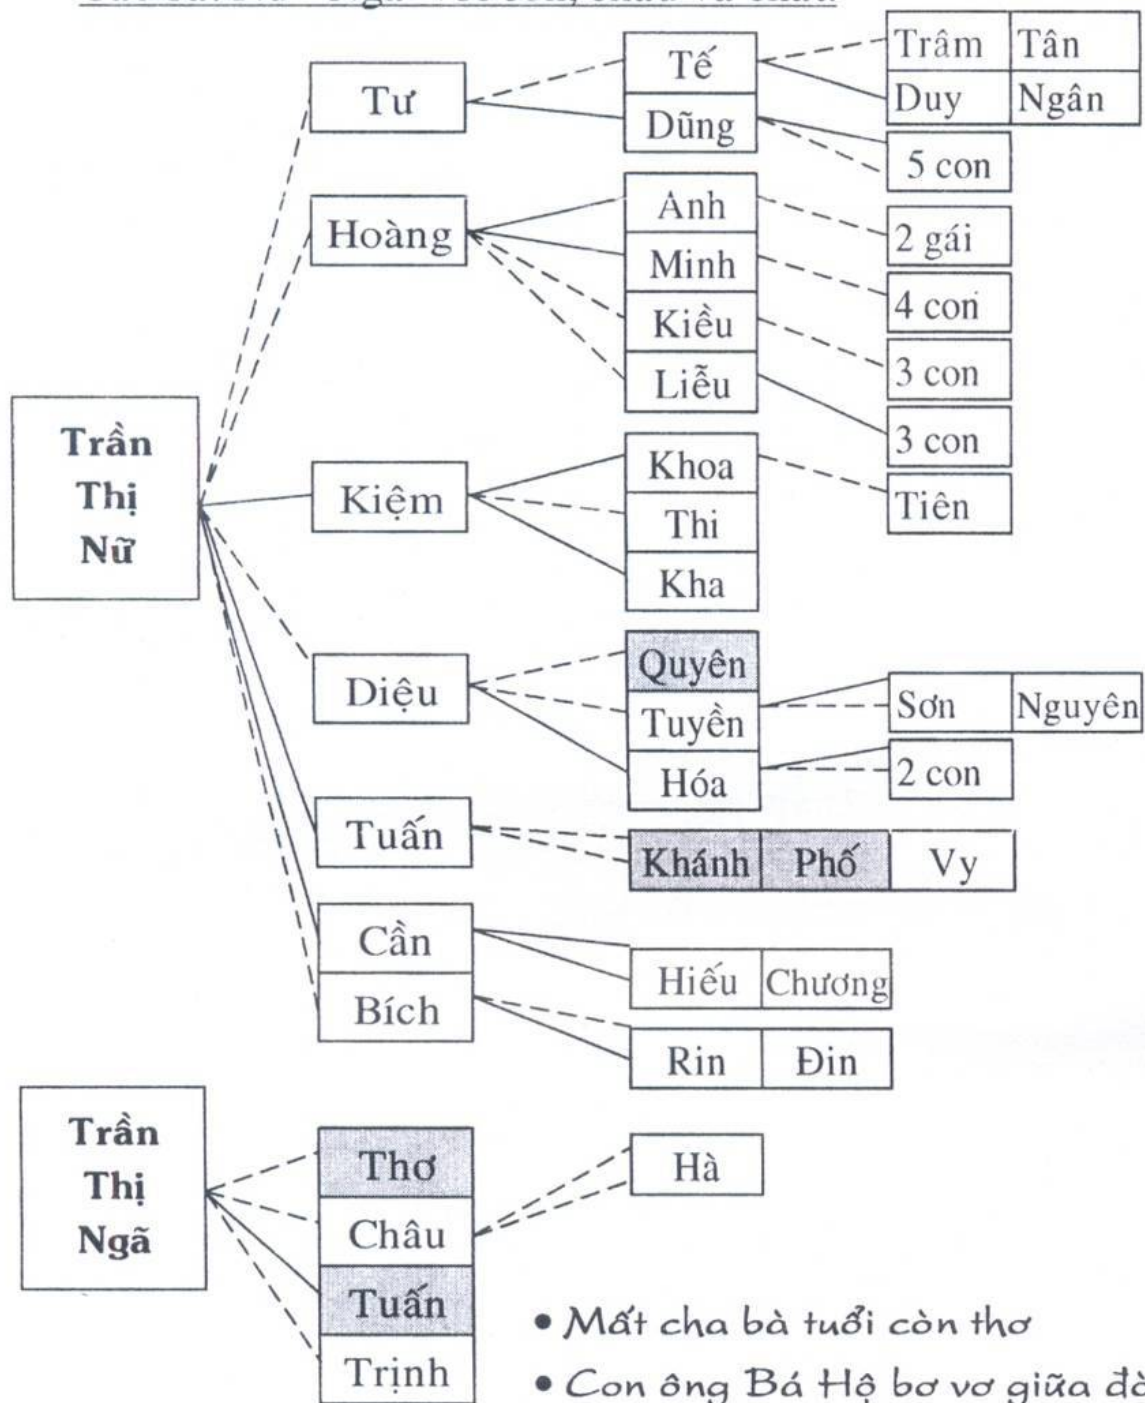 Tư
Tế
Trâm Tân
Duy Ngân
Dũng
5 con
Hoàng
Anh
2 gái
Minh
4 con
Kiều
3 con
Liễu
3 con
Trần
Thị
Nữ
Kiệm
Khoa
Tiên
Thi
Kha
Diệu
Quyên
Tuyền
Sơn Nguyên
Hóa
2 con
Tuấn
Khánh Phố Vy
Cần
Hiếu Chương
Bích
Rin Đin
Trần
Thị
Ngã
Thơ
Hà
Châu
Tuấn
Trịnh
• Mất cha bà tuổi còn thơ
• Con ông Bá Hộ bơ vơ giữa